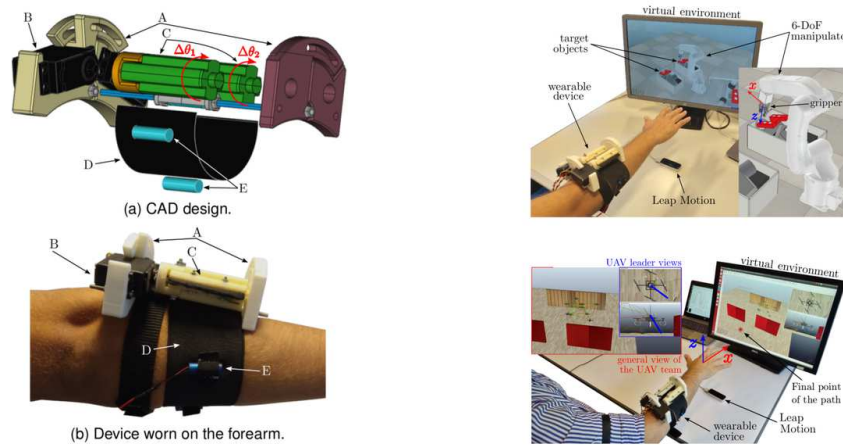 A
B
C
Δθ₁
Δθ₂
D
E
(a) CAD design.
A
B
C
D
E
(b) Device worn on the forearm.
virtual environment
6-DoF
manipulato
target
objects
wearable
device
x
gripper
z
Leap Motion
UAV leader views
virtual environment
z
x
general view of
the UAV team
Final point
of the path
Leap
Motion
wearable
device